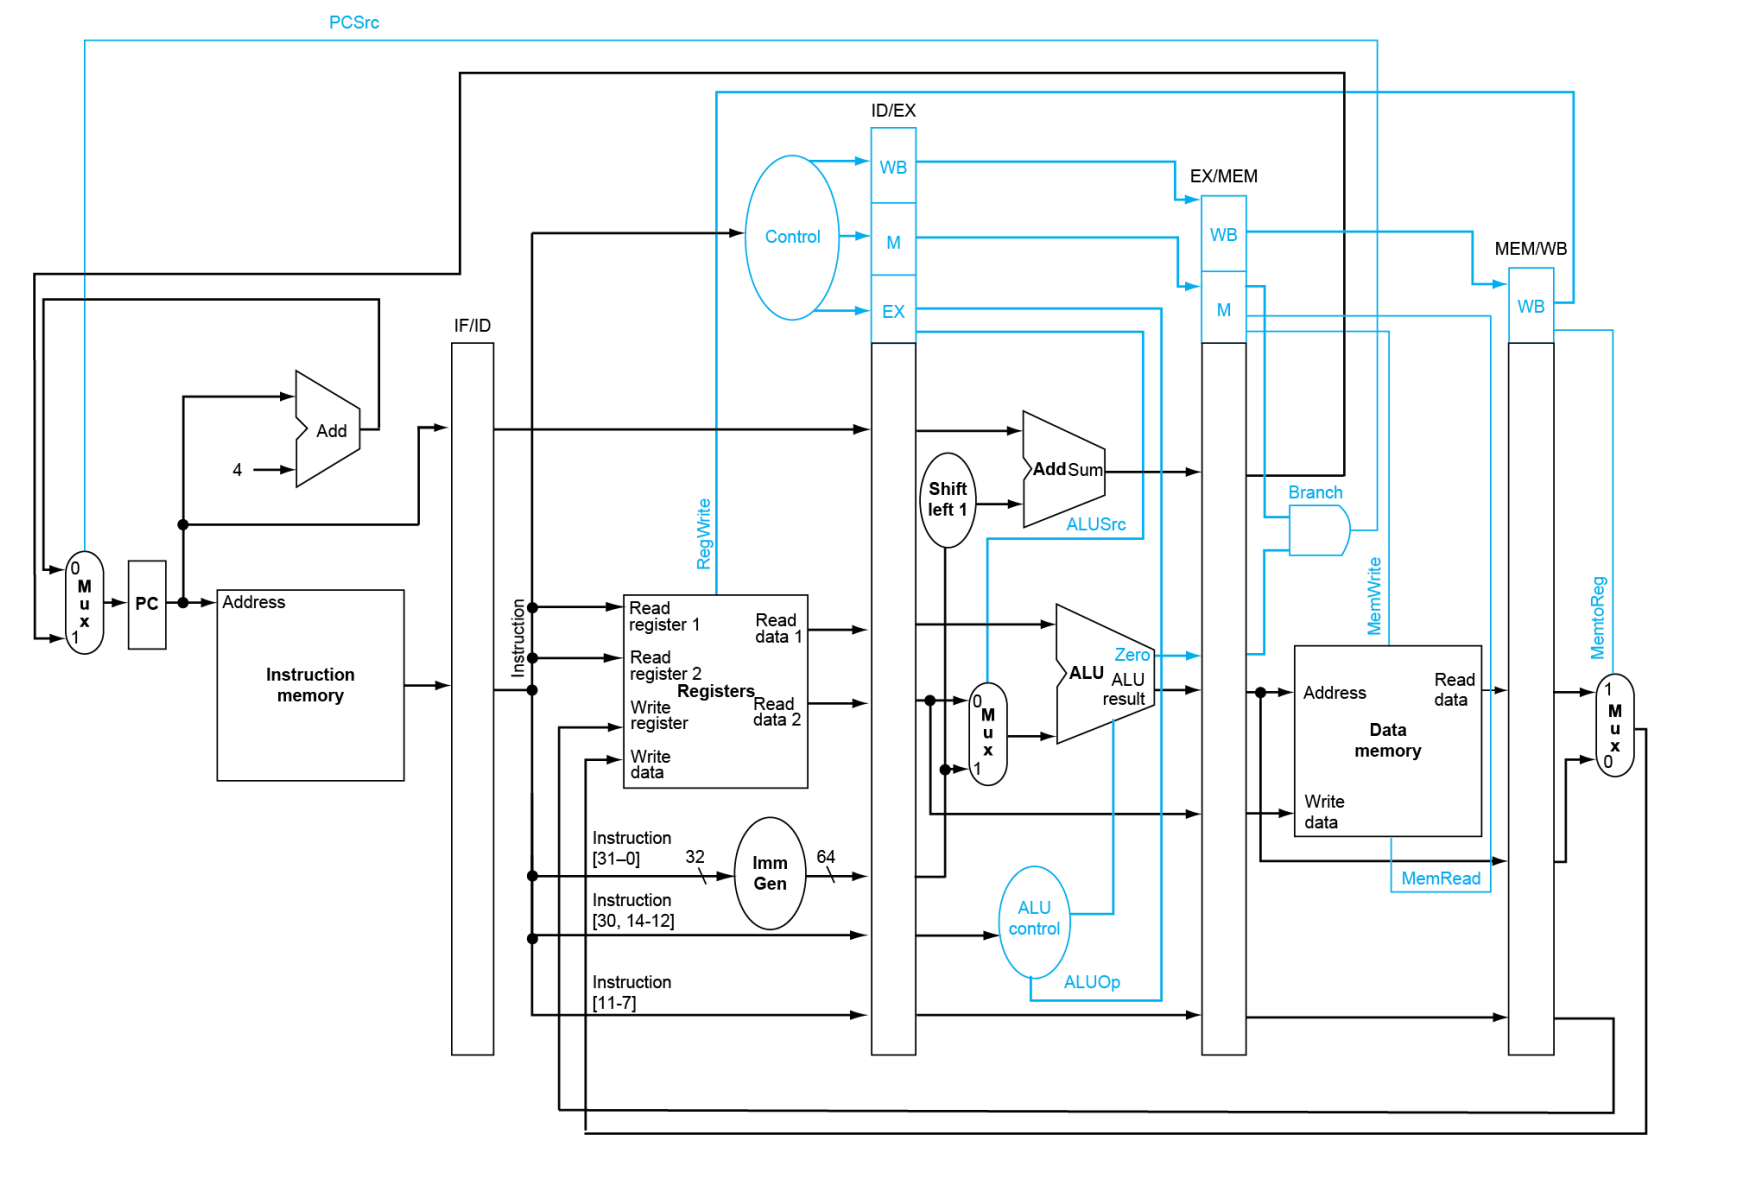 PCSrc
ID/EX
WB
EX/MEM
Control
M
WB
MEM/WB
EX
M
WB
IF/ID
Add
4
Add Sum
Shift
left 1
Branch
ALUSrc
RegWrite
MemWrite
MemtoReg
0
M
u
x
1
PC
Address
Instruction
memory
Instruction
Read
register 1
Read
data 1
Read
register 2
Registers
Write
register
Read
data 2
Write
data
0
M
u
x
1
Zero
ALU
ALU
result
Address
Read
data
Data
memory
Write
data
1
M
u
x
0
Instruction
[31–0]
32
Imm
Gen
64
MemRead
Instruction
[30, 14-12]
ALU
control
Instruction
[11-7]
ALUOp